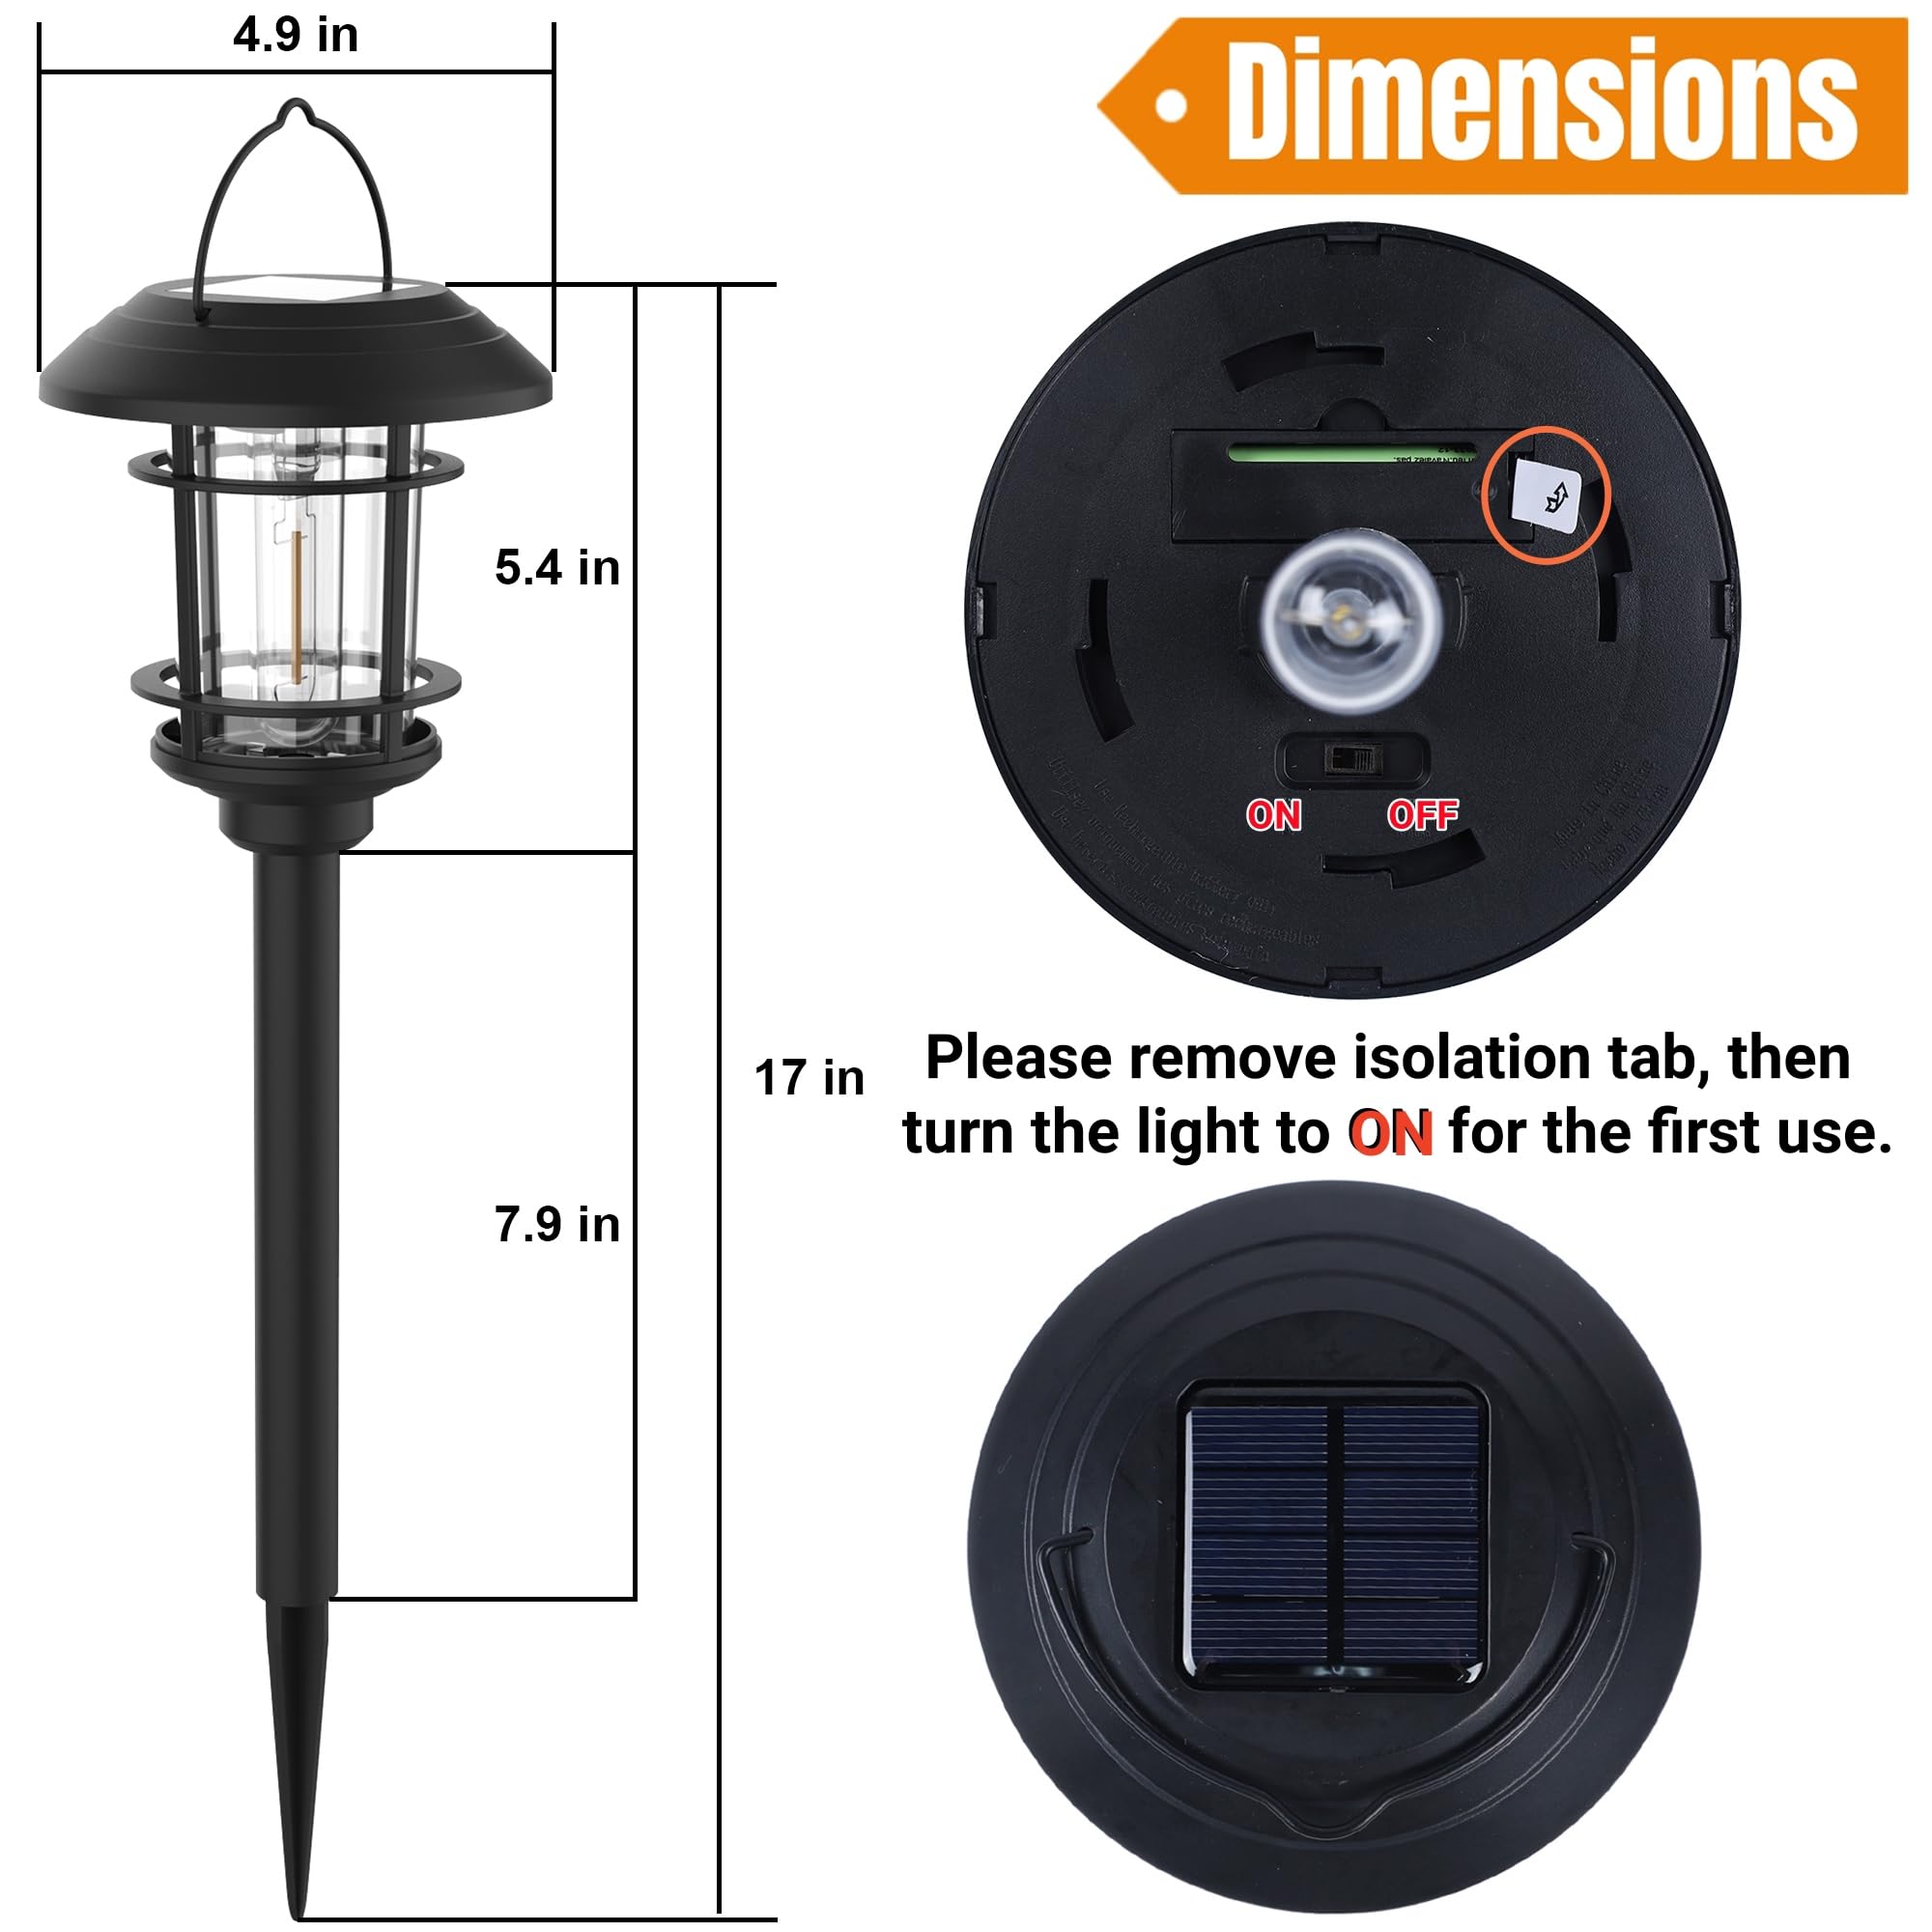 4.9 in
Dimensions
5.4 in
ON OFF
17 in
Please remove isolation tab, then
turn the light to ON for the first use.
7.9 in